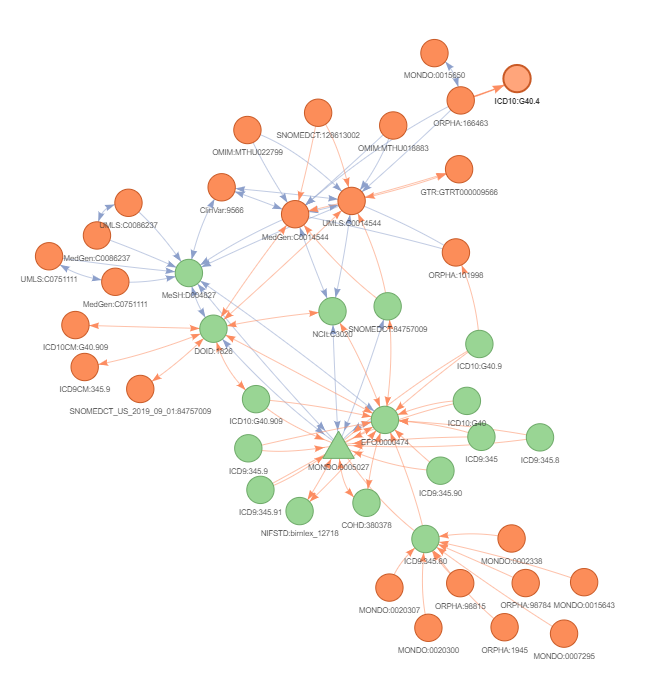 MONDO:0015650
ICD10:G40.4
ORPHA:166463
SNOMEDCT:128613002
OMIM:MTHU022799
OMIM:MTHU018883
GTR:GTRT000009566
ClinVar:9566
UMLS:C0086237
UMLS:C0014544
MedGen:C0014544
MedGen:C0086237
ORPHA:101998
UMLS:C0751111
MeSH:D004827
MedGen:C0751111
SNOMEDCT:84757009
NCIt:C3020
ICD10CM:G40.909
DOID:1826
ICD10:G40.9
ICD9CM:345.9
SNOMEDCT_US_2019_09_01:84757009
ICD10:G40.909
ICD10:G40
EFO:0000474
ICD9:345
ICD9:345.8
MONDO:0005027
ICD9:345.9
ICD9:345.90
ICD9:345.91
COHD:380378
NIFSTD:birnlex_12718
ICD9:345.80
MONDO:0002338
MONDO:0020307
ORPHA:98815
ORPHA:98784
MONDO:0015643
MONDO:0020300
ORPHA:1945
MONDO:0007295